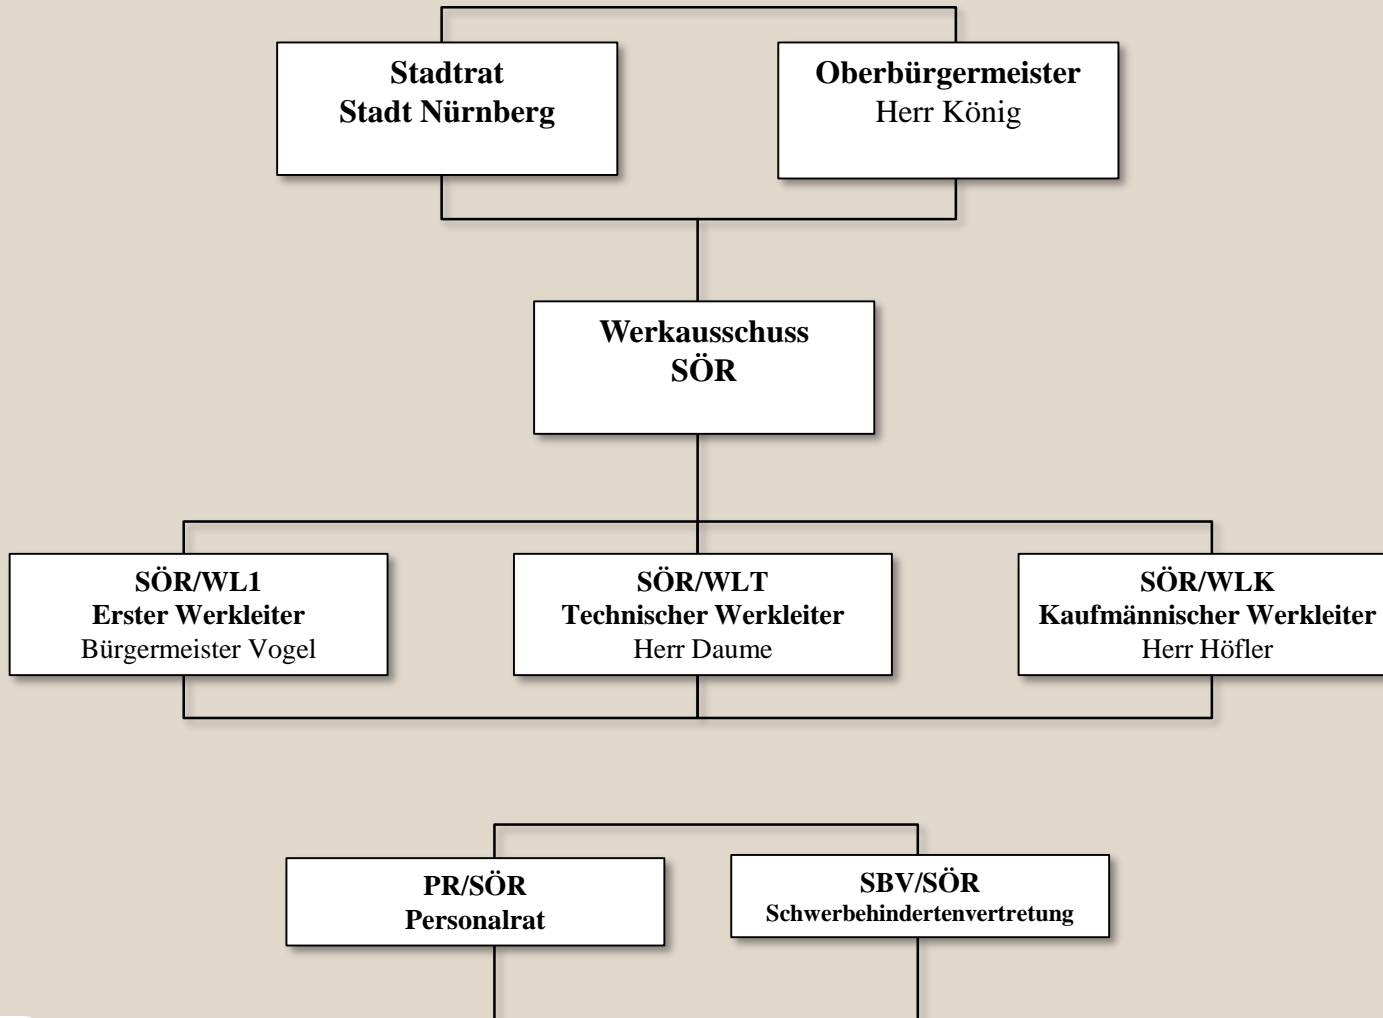 Stadtrat
Stadt Nürnberg
Oberbürgermeister
Herr König
Werkausschuss
SÖR
SÖR/WL1
Erster Werkleiter
Bürgermeister Vogel
SÖR/WLT
Technischer Werkleiter
Herr Daume
SÖR/WLK
Kaufmännischer Werkleiter
Herr Höfler
PR/SÖR
Personalrat
SBV/SÖR
Schwerbehindertenvertretung